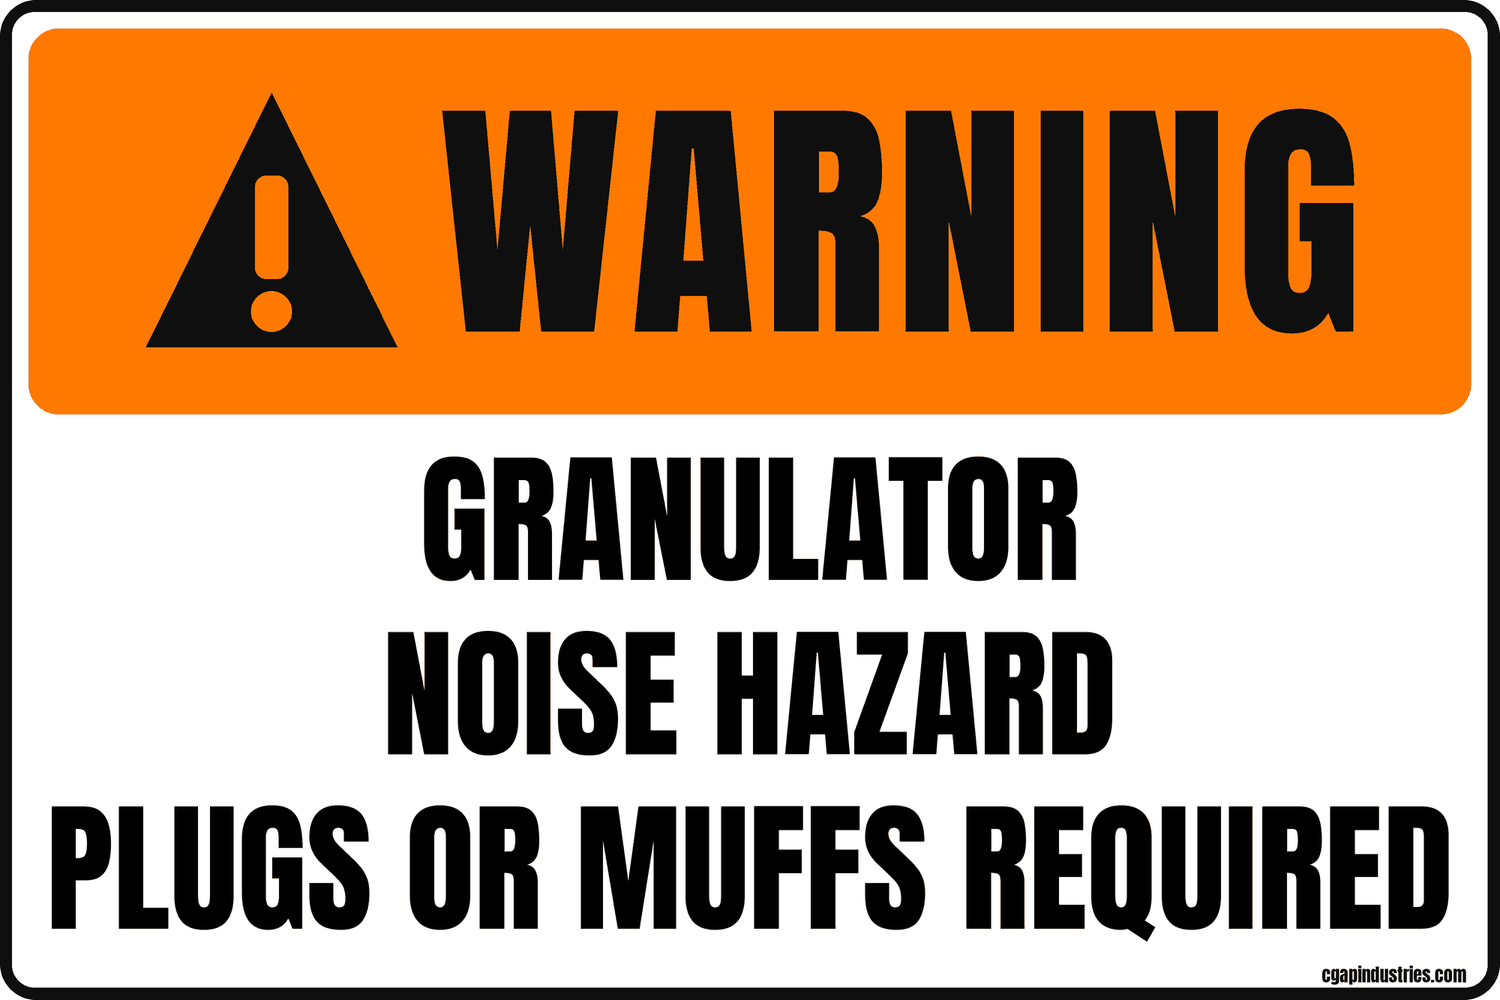 WARNING
GRANULATOR
NOISE HAZARD
PLUGS OR MUFFS REQUIRED
cgapindustries.com